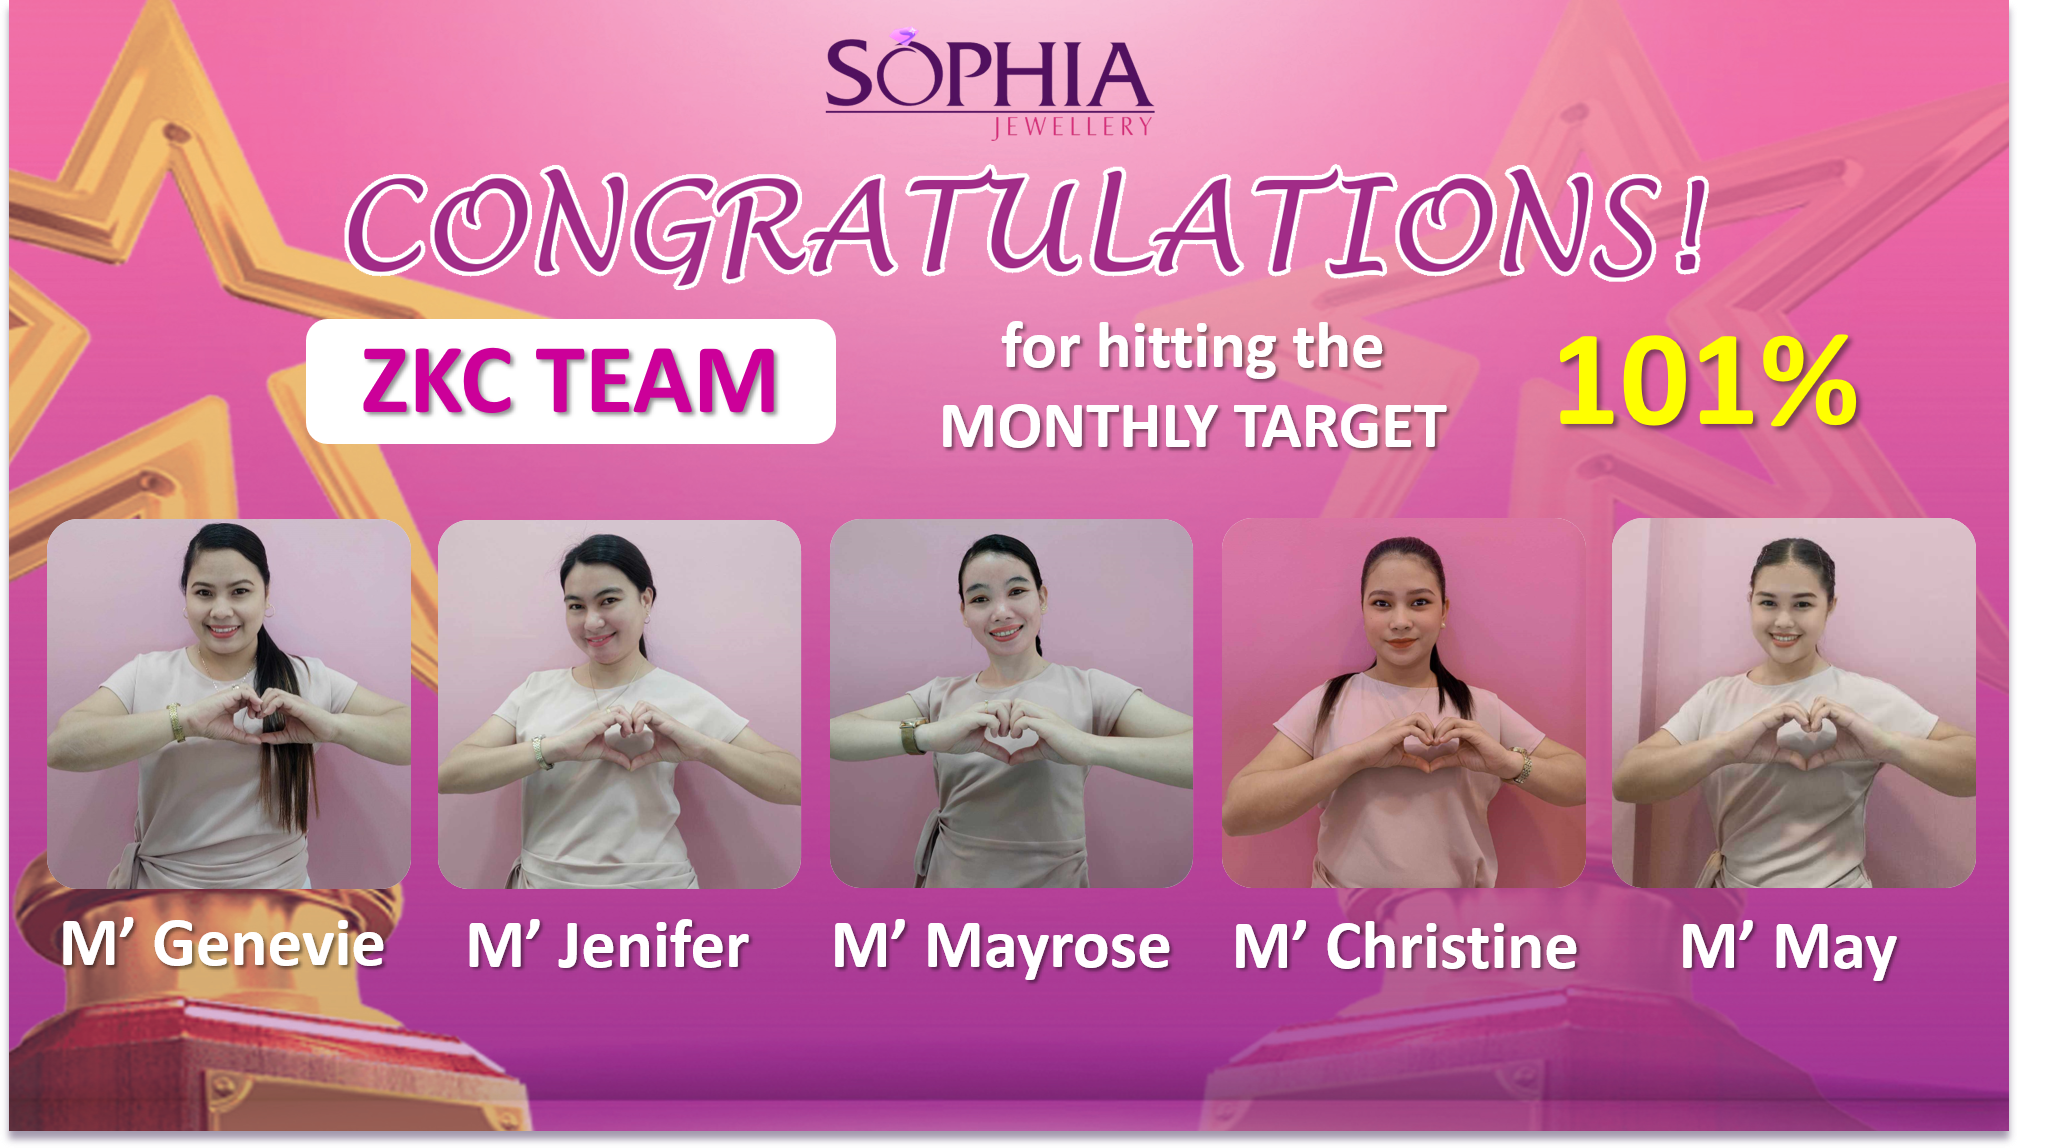 SOPHIA
JEWELLERY
CONGRATULATIONS!
ZKC TEAM
for hitting the
MONTHLY TARGET
101%
M’ Genevie
M’ Jenifer
M’ Mayrose
M’ Christine
M’ May